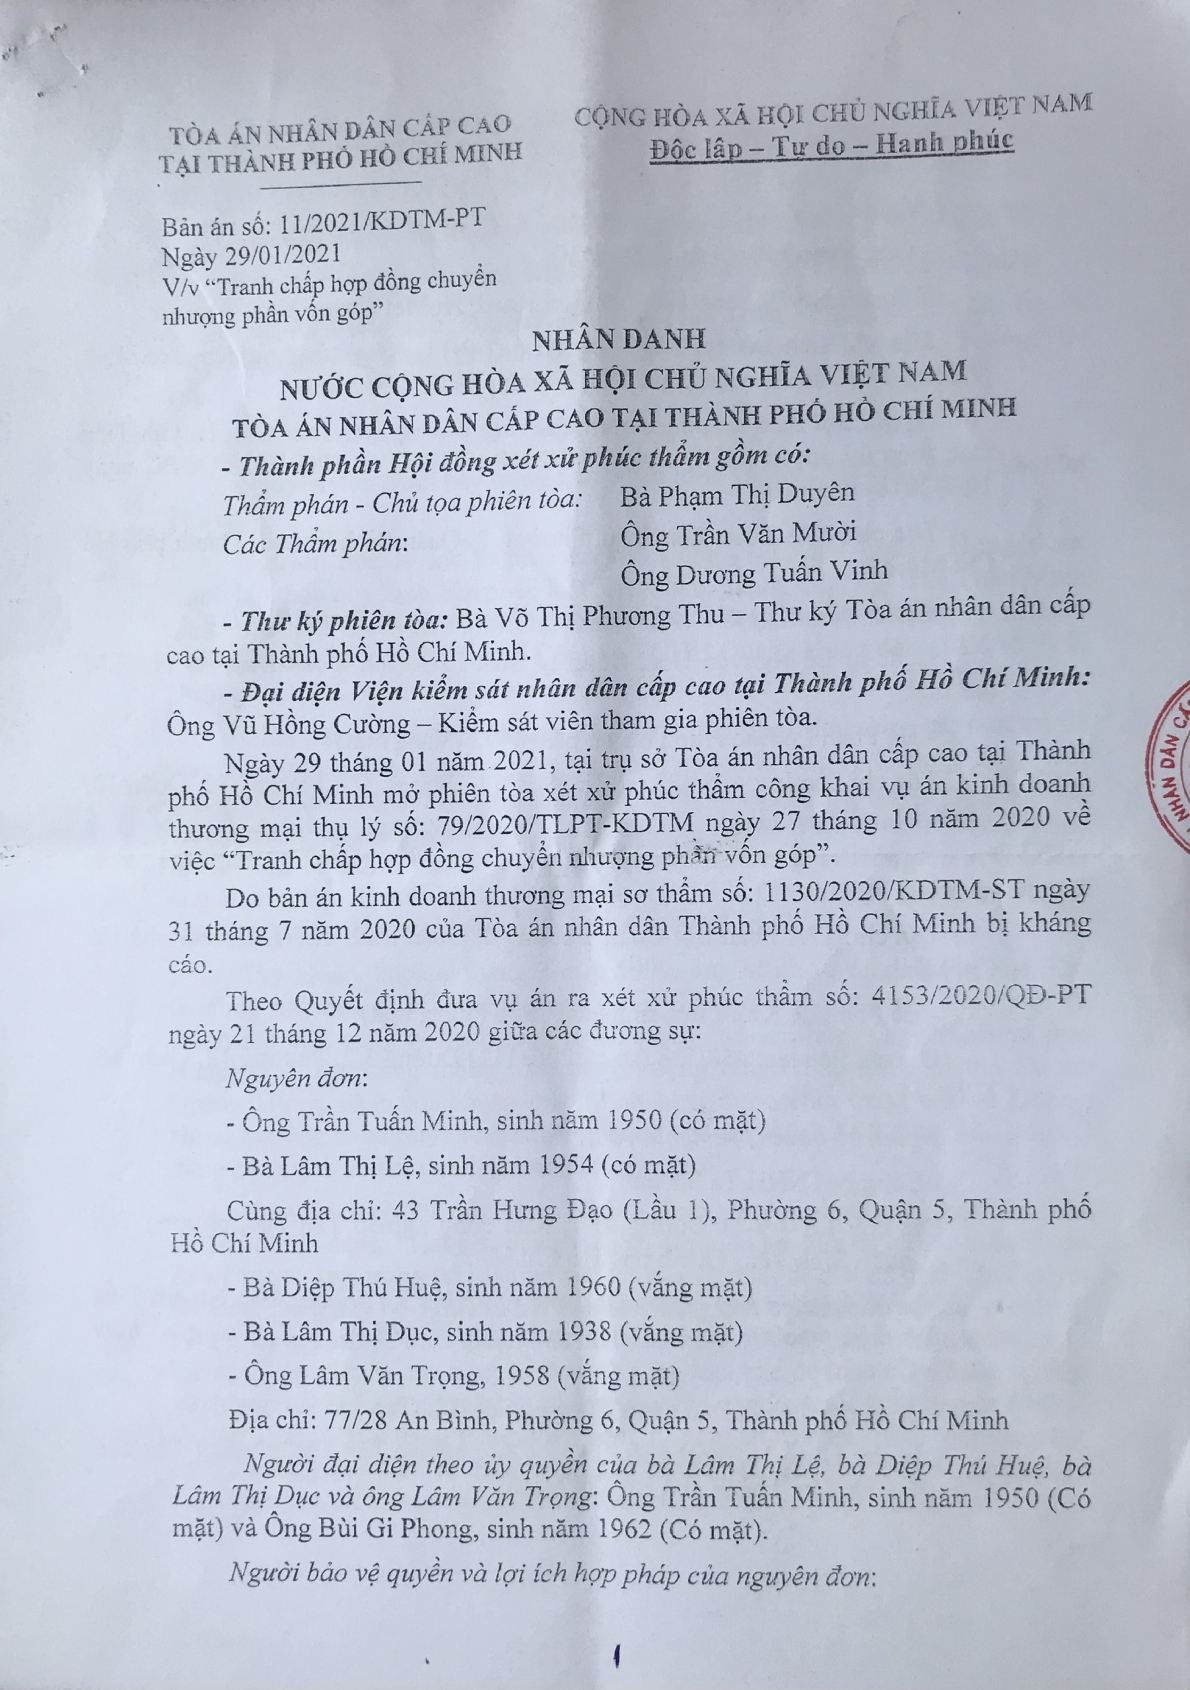 TÒA ÁN NHÂN DÂN CẤP CAO
TẠI THÀNH PHỐ HỒ CHÍ MINH
CỘNG HÒA XÃ HỘI CHỦ NGHĨA VIỆT NAM
Độc lập – Tự do – Hạnh phúc
Bản án số: 11/2021/KDTM-PT
Ngày 29/01/2021
V/v “Tranh chấp hợp đồng chuyển
nhượng phần vốn góp”
NHÂN DANH
NƯỚC CỘNG HÒA XÃ HỘI CHỦ NGHĨA VIỆT NAM
TÒA ÁN NHÂN DÂN CẤP CAO TẠI THÀNH PHỐ HỒ CHÍ MINH
- Thành phần Hội đồng xét xử phúc thẩm gồm có:
Thẩm phán - Chủ tọa phiên tòa: Bà Phạm Thị Duyên
Các Thẩm phán: Ông Trần Văn Mười
Ông Dương Tuấn Vinh
- Thư ký phiên tòa: Bà Võ Thị Phương Thu – Thư ký Tòa án nhân dân cấp
cao tại Thành phố Hồ Chí Minh.
- Đại diện Viện kiểm sát nhân dân cấp cao tại Thành phố Hồ Chí Minh:
Ông Vũ Hồng Cường – Kiểm sát viên tham gia phiên tòa.
Ngày 29 tháng 01 năm 2021, tại trụ sở Tòa án nhân dân cấp cao tại Thành
phố Hồ Chí Minh mở phiên tòa xét xử phúc thẩm công khai vụ án kinh doanh
thương mại thụ lý số: 79/2020/TLPT-KDTM ngày 27 tháng 10 năm 2020 về
việc “Tranh chấp hợp đồng chuyển nhượng phần vốn góp”.
Do bản án kinh doanh thương mại sơ thẩm số: 1130/2020/KDTM-ST ngày
31 tháng 7 năm 2020 của Tòa án nhân dân Thành phố Hồ Chí Minh bị kháng
cáo.
Theo Quyết định đưa vụ án ra xét xử phúc thẩm số: 4153/2020/QĐ-PT
ngày 21 tháng 12 năm 2020 giữa các đương sự:
Nguyên đơn:
- Ông Trần Tuấn Minh, sinh năm 1950 (có mặt)
- Bà Lâm Thị Lệ, sinh năm 1954 (có mặt)
Cùng địa chỉ: 43 Trần Hưng Đạo (Lầu 1), Phường 6, Quận 5, Thành phố
Hồ Chí Minh
- Bà Diệp Thú Huệ, sinh năm 1960 (vắng mặt)
- Bà Lâm Thị Dục, sinh năm 1938 (vắng mặt)
- Ông Lâm Văn Trọng, 1958 (vắng mặt)
Địa chỉ: 77/28 An Bình, Phường 6, Quận 5, Thành phố Hồ Chí Minh
Người đại diện theo ủy quyền của bà Lâm Thị Lệ, bà Diệp Thú Huệ, bà
Lâm Thị Dục và ông Lâm Văn Trọng: Ông Trần Tuấn Minh, sinh năm 1950 (Có
mặt) và Ông Bùi Gi Phong, sinh năm 1962 (Có mặt).
Người bảo vệ quyền và lợi ích hợp pháp của nguyên đơn:
1
NHÂN DÂN CẤ